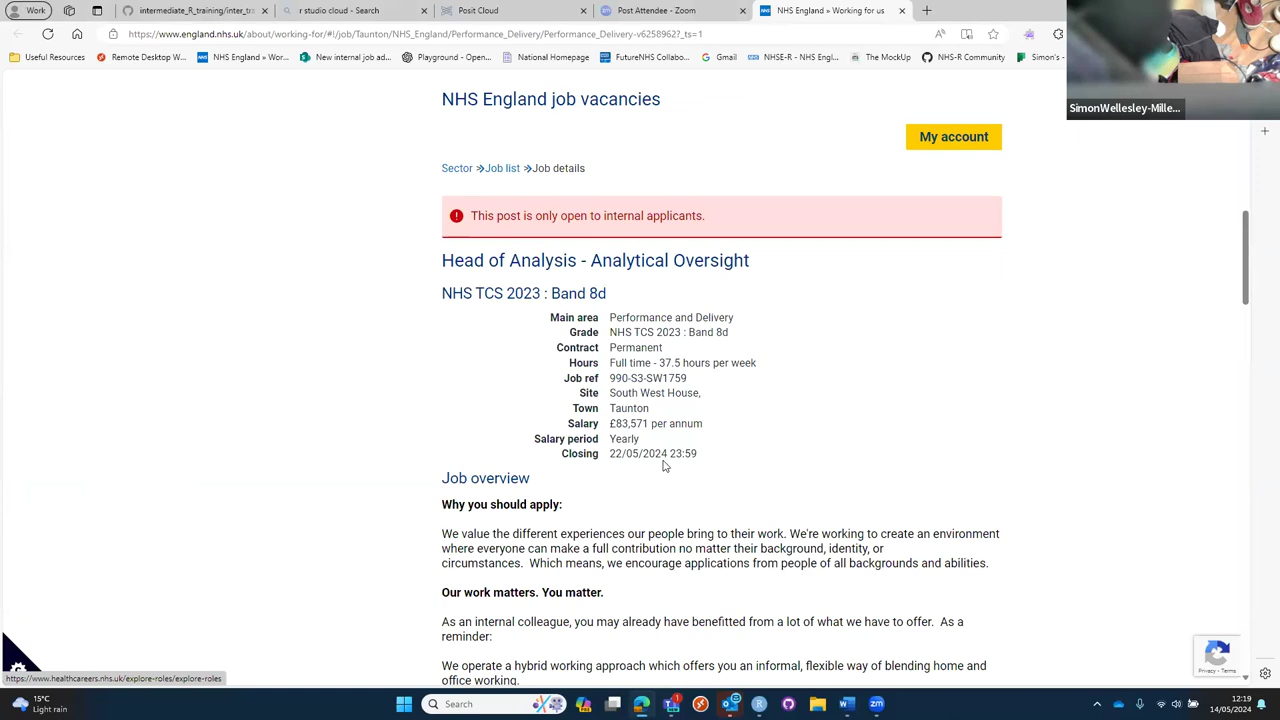 Work
intermediate_R_training/inter_tra
r studio cloud - Search
Posit Cloud
Post Attendee - Zoom
NHS England » Working for us
https://www.england.nhs.uk/about/working-for/#!/job/Taunton/NHS_England/Performance_Delivery/Performance_Delivery-v6258962?_ts=1
Useful Resources
Remote Desktop W...
NHS England » Wor...
New internal job ad...
Playground - Open...
National Homepage
FutureNHS Collabo...
Gmail
NHSE-R - NHS Engl...
The MockUp
NHS-R Community
Simon's -
SimonWellesley-Mille...
NHS England job vacancies
My account
Sector Job list Job details
This post is only open to internal applicants.
Head of Analysis - Analytical Oversight
NHS TCS 2023 : Band 8d
Main area Performance and Delivery
Grade NHS TCS 2023 : Band 8d
Contract Permanent
Hours Full time - 37.5 hours per week
Job ref 990-S3-SW1759
Site South West House,
Town Taunton
Salary £83,571 per annum
Salary period Yearly
Closing 22/05/2024 23:59
Job overview
Why you should apply:
We value the different experiences our people bring to their work. We're working to create an environment
where everyone can make a full contribution no matter their background, identity, or
circumstances. Which means, we encourage applications from people of all backgrounds and abilities.
Our work matters. You matter.
As an internal colleague, you may already have benefitted from a lot of what we have to offer. As a
reminder:
We operate a hybrid working approach which offers you an informal, flexible way of blending home and
office working.
Privacy - Terms
https://www.healthcareers.nhs.uk/explore-roles/explore-roles
15°C
Light rain
Search
12:19
14/05/2024